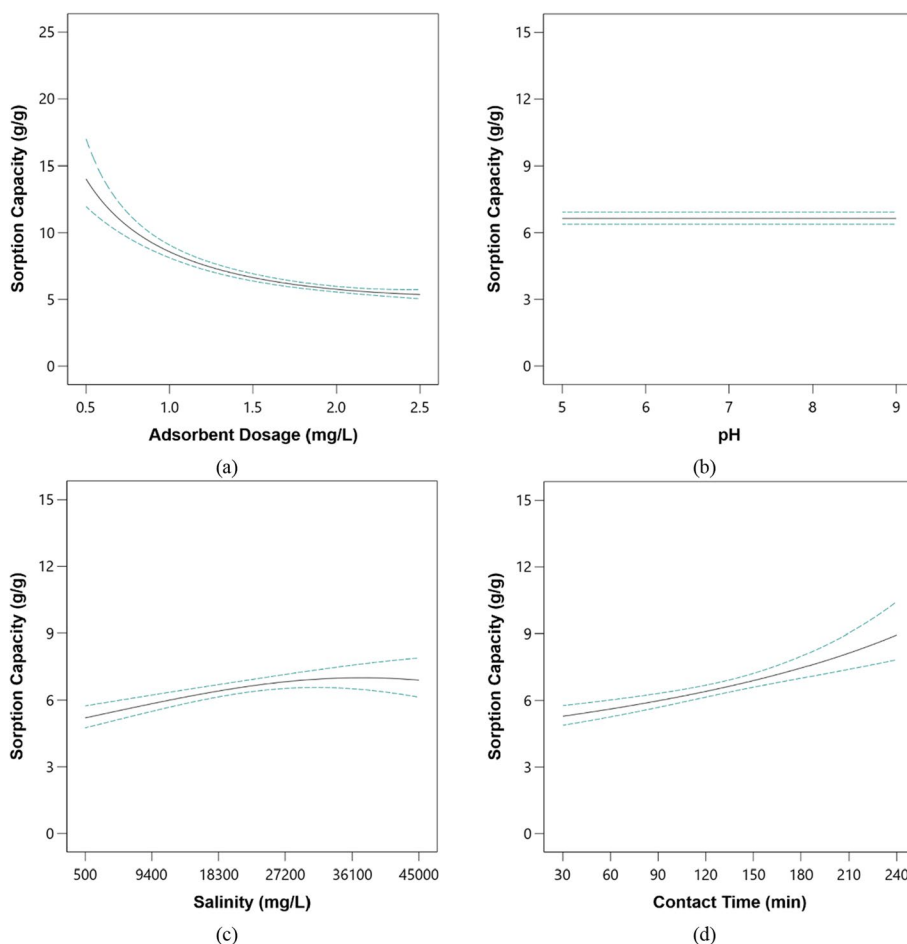 25
20
15
10
5
0
Sorption Capacity (g/g)
0.5 1.0 1.5 2.0 2.5
Adsorbent Dosage (mg/L)
(a)
15
12
9
6
3
0
Sorption Capacity (g/g)
5 6 7 8 9
pH
(b)
15
12
9
6
3
0
Sorption Capacity (g/g)
500 9400 18300 27200 36100 45000
Salinity (mg/L)
(c)
15
12
9
6
3
0
Sorption Capacity (g/g)
30 60 90 120 150 180 210 240
Contact Time (min)
(d)